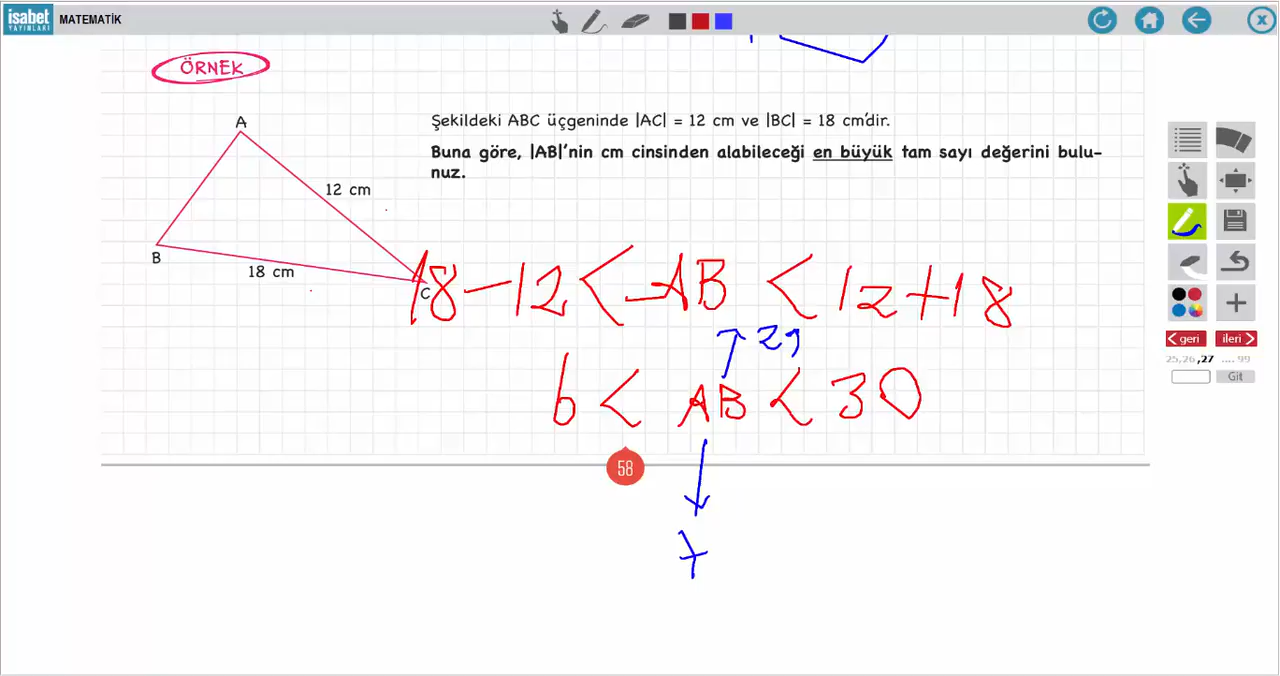 isabet
YAYINLARI
MATEMATİK
ÖRNEK
Şekildeki ABC üçgeninde |AC| = 12 cm ve |BC| = 18 cm'dir.
Buna göre, |AB|'nin cm cinsinden alabileceği en büyük tam sayı değerini bulu-
nuz.
A
12 cm
B
18 cm
C
18-12 < AB < 12+18
29
6 < AB < 30
7
58
geri
ileri
25,26,27 .... 99
Git